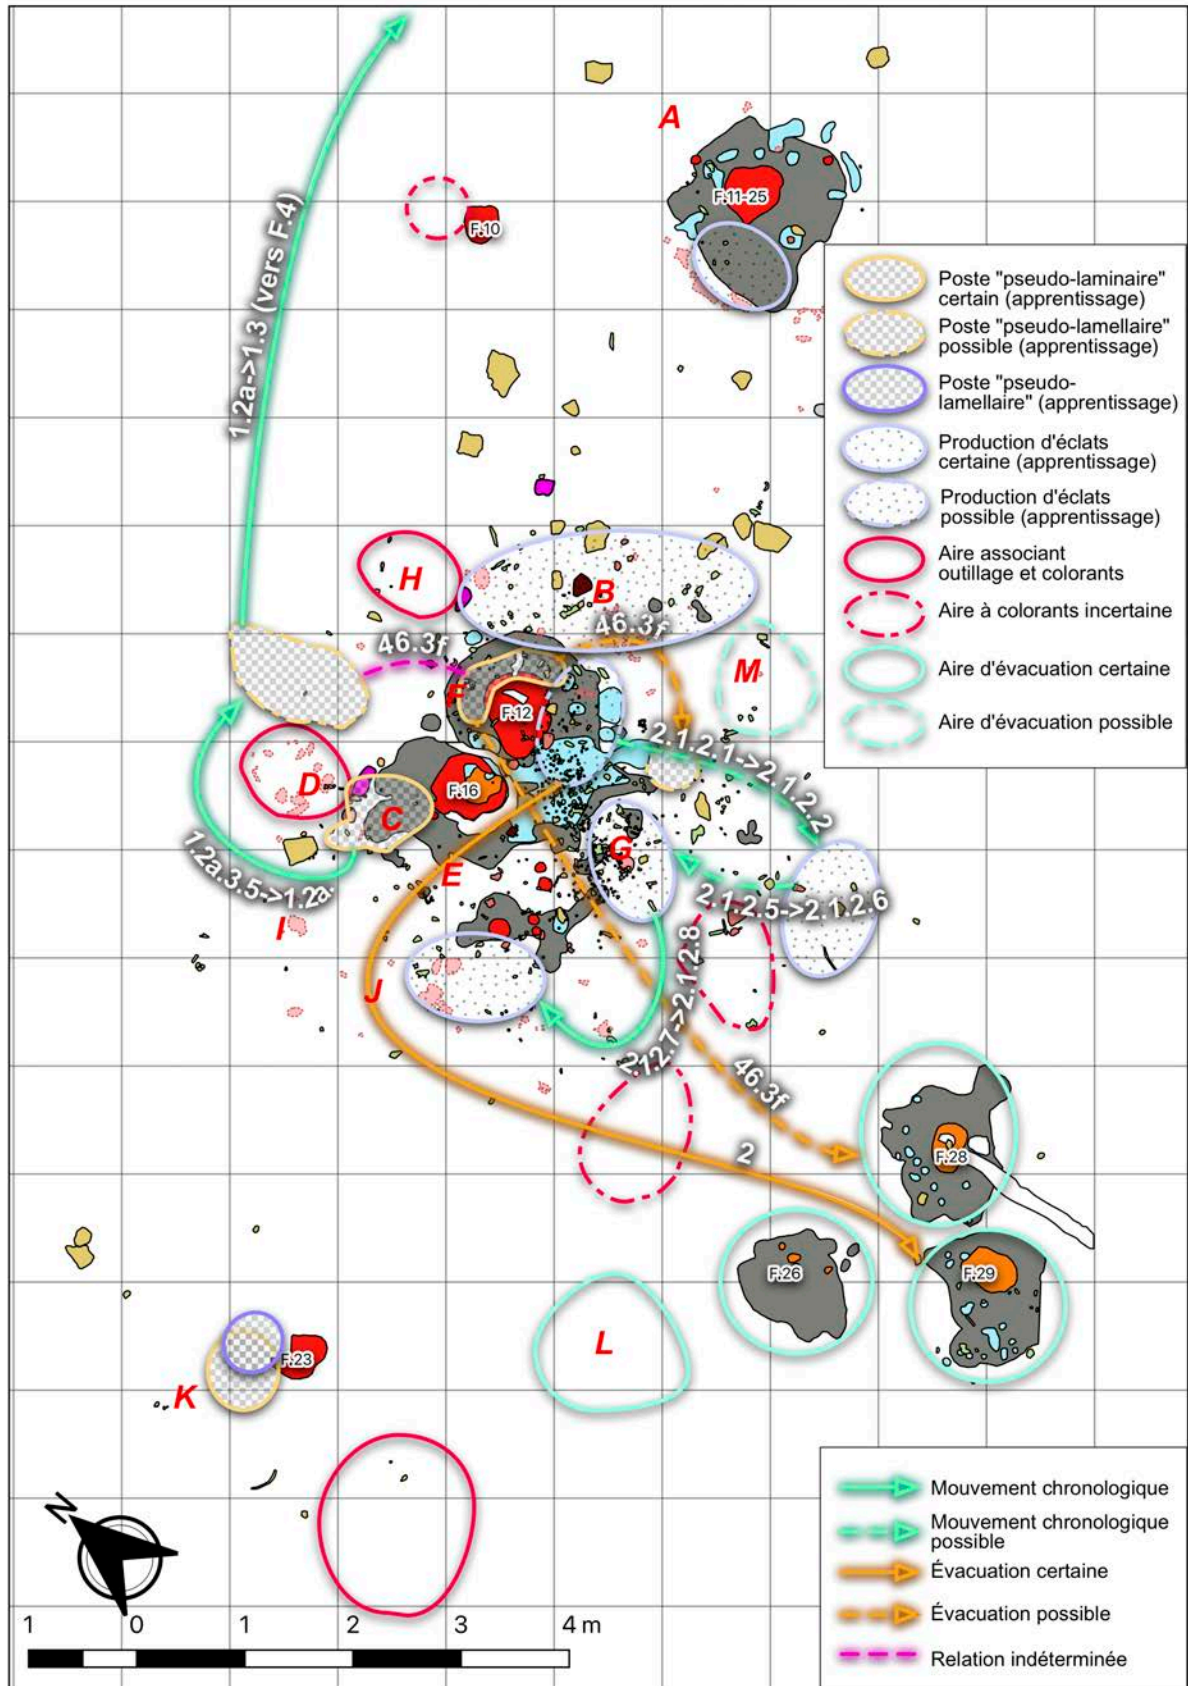 A
F.11-25
F.10
1.2a->1.3 (vers F.4)
Poste "pseudo-laminaire"
certain (apprentissage)
Poste "pseudo-lamellaire"
possible (apprentissage)
Poste "pseudo-
lamellaire" (apprentissage)
Production d'éclats
certaine (apprentissage)
Production d'éclats
possible (apprentissage)
Aire associant
outillage et colorants
Aire à colorants incertaine
Aire d'évacuation certaine
Aire d'évacuation possible
H
B
46.3f
46.3f
M
F
F.12
2.1.2.1->2.1.2.2
D
F.16
C
G
E
1.2a.3.5->1.2a.
2.1.2.5->2.1.2.6
I
J
2.1.2.7->2.1.2.8
46.3f
2
F.28
F.26
F.29
L
F.23
K
N
Mouvement chronologique
Mouvement chronologique
possible
Évacuation certaine
Évacuation possible
Relation indéterminée
1 0 1 2 3 4 m